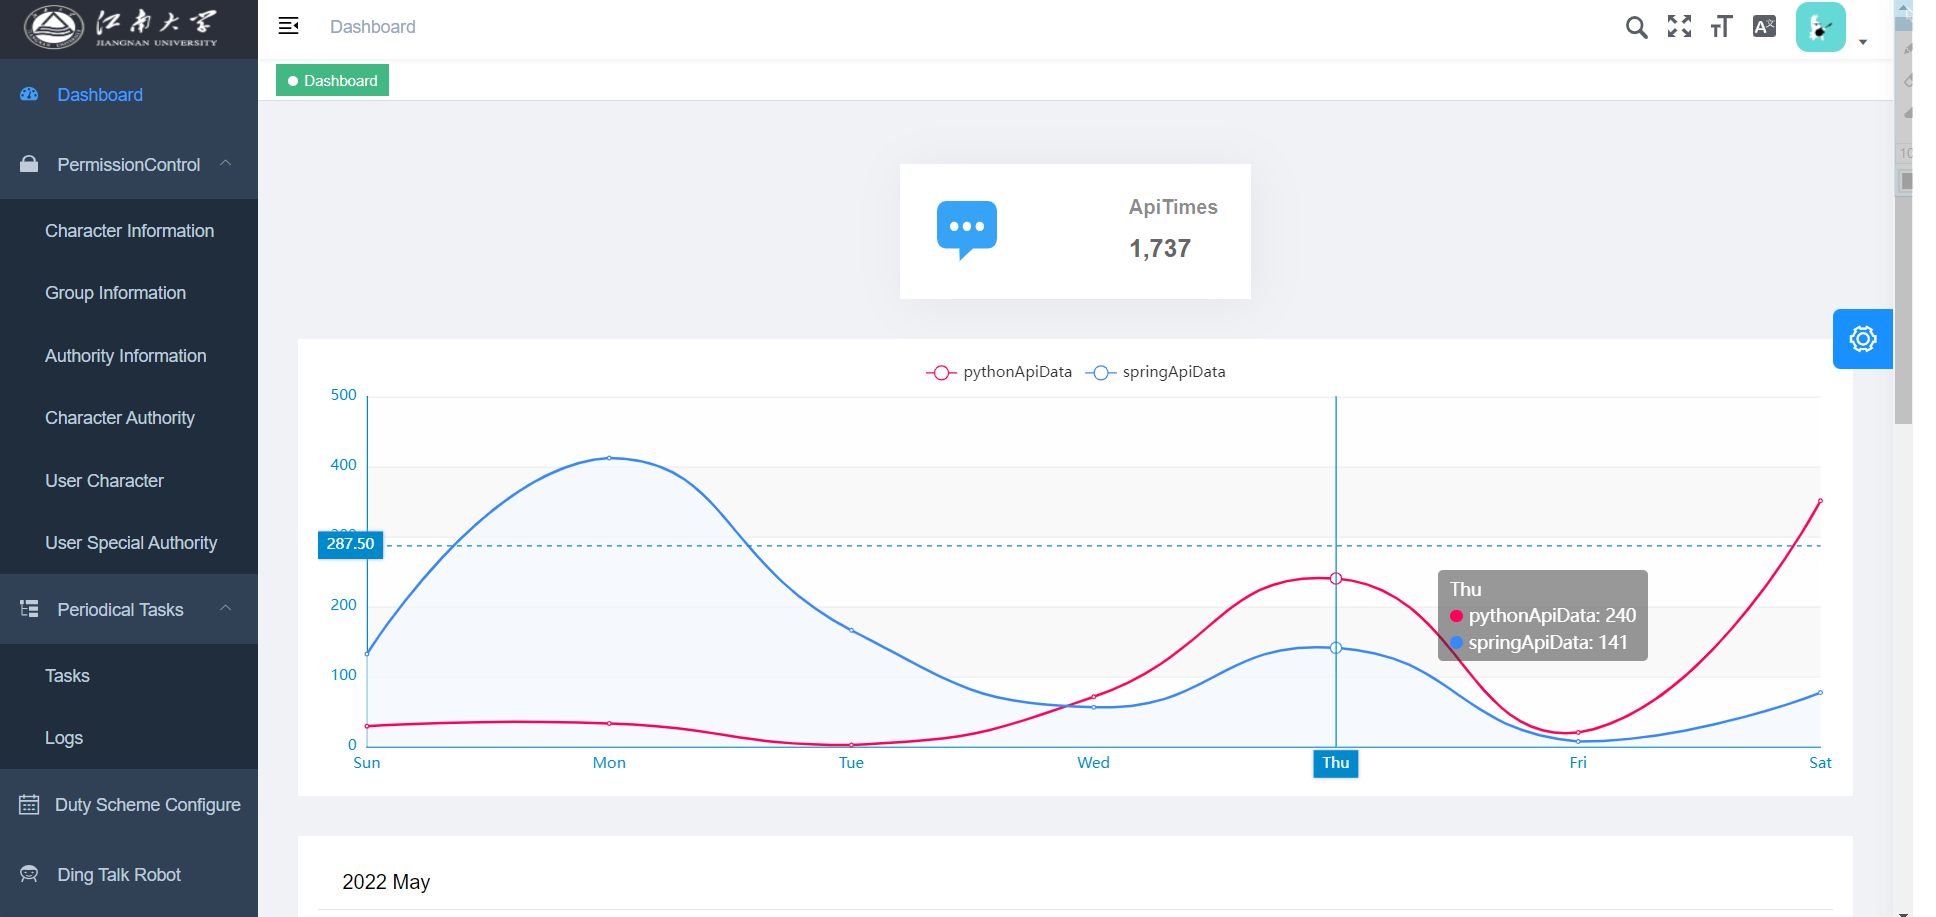 江南大学
JIANGNAN UNIVERSITY
Dashboard
Dashboard
Dashboard
PermissionControl
Character Information
Group Information
Authority Information
Character Authority
User Character
User Special Authority
Periodical Tasks
Tasks
Logs
Duty Scheme Configure
Ding Talk Robot
ApiTimes
1,737
pythonApiData springApiData
500
400
287.50
200
100
0
Thu
pythonApiData: 240
springApiData: 141
Sun Mon Tue Wed Thu Fri Sat
2022 May